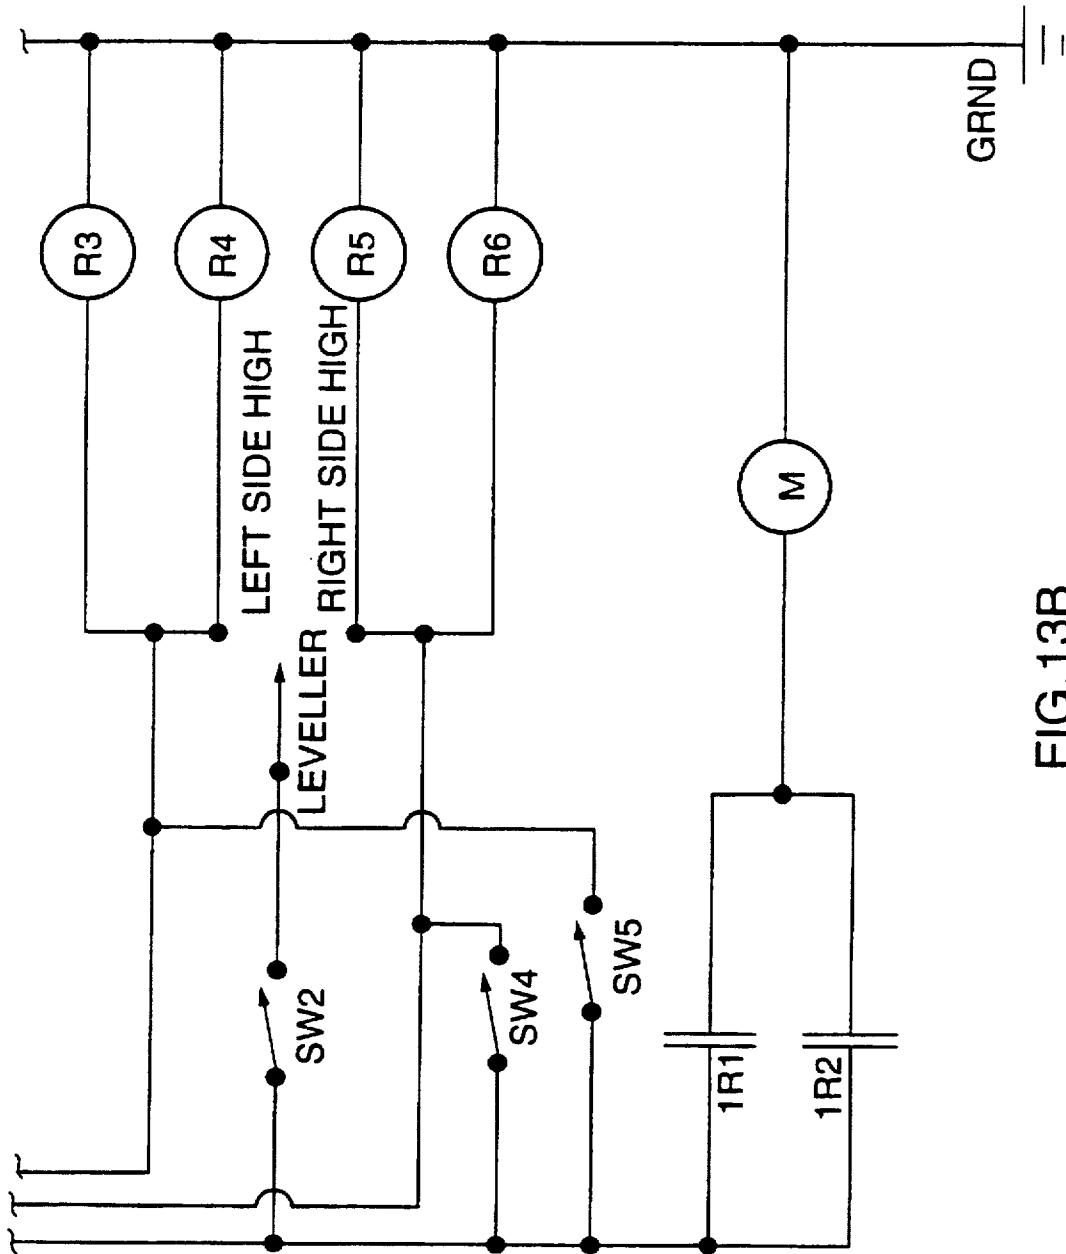 R3
R4
LEFT SIDE HIGH
R5
RIGHT SIDE HIGH
R6
LEVELLER
SW2
SW4
SW5
M
1R1
1R2
GRND
FIG. 13B